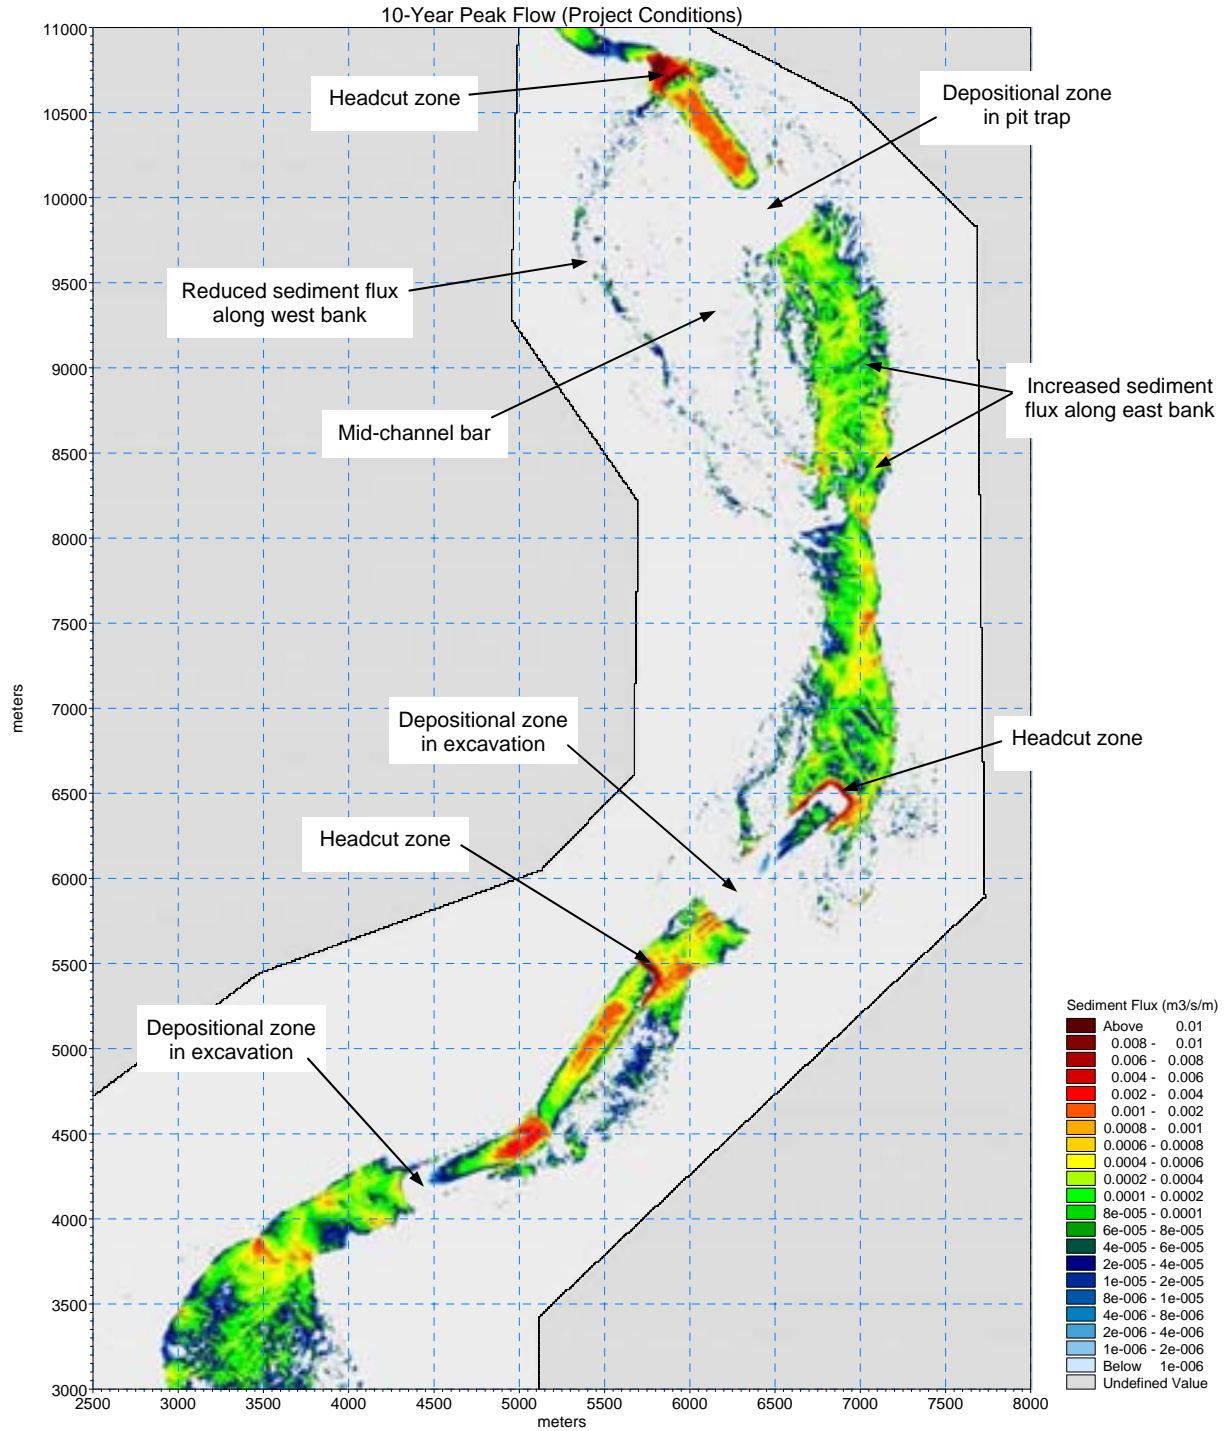 10-Year Peak Flow (Project Conditions)
11000
10500
10000
9500
9000
8500
8000
7500
7000
6500
6000
5500
5000
4500
4000
3500
3000
meters
Headcut zone
Depositional zone
in pit trap
Reduced sediment flux
along west bank
Increased sediment
flux along east bank
Mid-channel bar
Depositional zone
in excavation
Headcut zone
Headcut zone
Depositional zone
in excavation
2500 3000 3500 4000 4500 5000 5500 6000 6500 7000 7500 8000
meters
Sediment Flux (m3/s/m)
Above 0.01
0.008 - 0.01
0.006 - 0.008
0.004 - 0.006
0.002 - 0.004
0.001 - 0.002
0.0008 - 0.001
0.0006 - 0.0008
0.0004 - 0.0006
0.0002 - 0.0004
0.0001 - 0.0002
8e-005 - 0.0001
6e-005 - 8e-005
4e-005 - 6e-005
2e-005 - 4e-005
1e-005 - 2e-005
8e-006 - 1e-005
4e-006 - 8e-006
2e-006 - 4e-006
1e-006 - 2e-006
Below 1e-006
Undefined Value